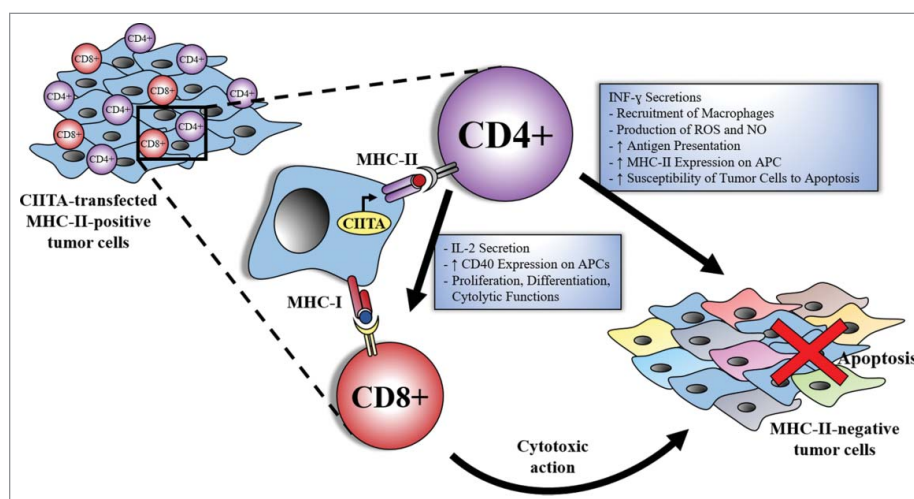 CD4+
CD8+
CD4+
CD8+
CD4+
CD4+
CD4+
CD4+
CD8+
CD8+
CD4+
CIITA-transfected
MHC-II-positive
tumor cells
MHC-II
CD4+
CIITA
MHC-I
CD8+
INF-γ Secretions
- Recruitment of Macrophages
- Production of ROS and NO
- ↑ Antigen Presentation
- ↑ MHC-II Expression on APC
- ↑ Susceptibility of Tumor Cells to Apoptosis
- IL-2 Secretion
- ↑ CD40 Expression on APCs
- Proliferation, Differentiation,
Cytolytic Functions
Apoptosis
MHC-II-negative
tumor cells
Cytotoxic
action